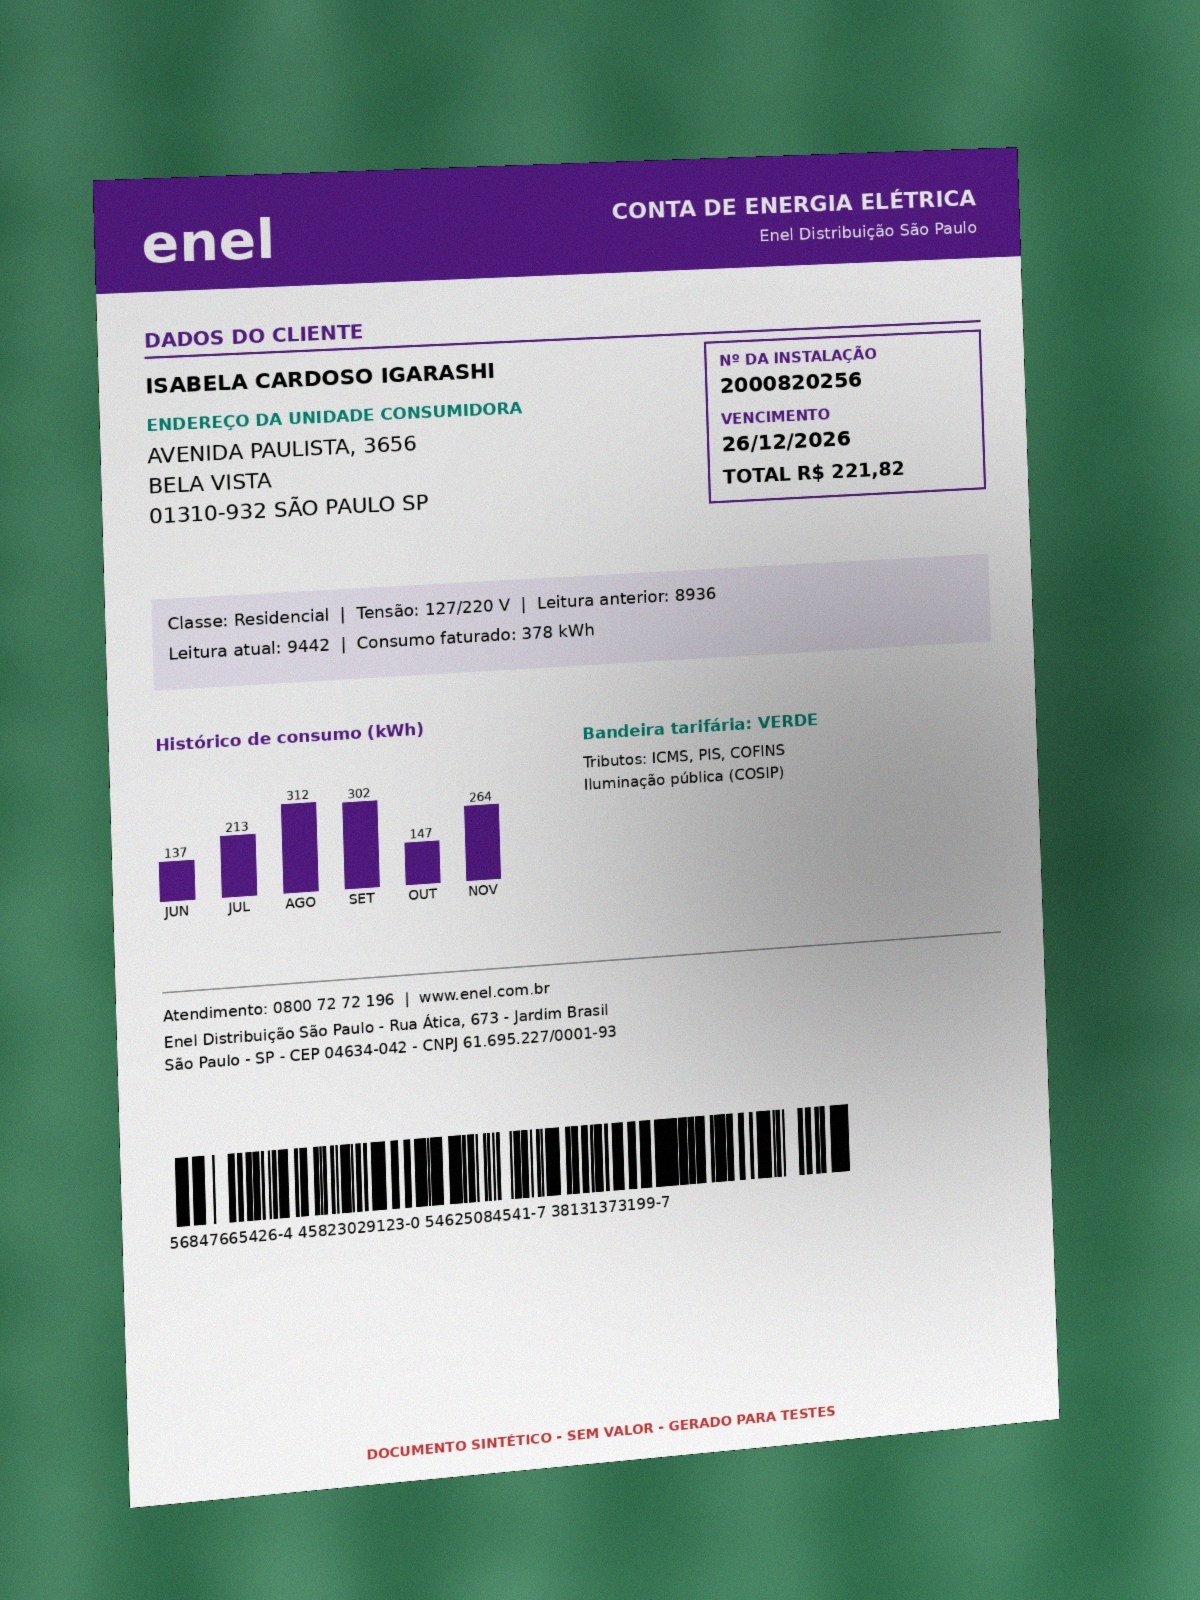 enel
CONTA DE ENERGIA ELÉTRICA
Enel Distribuição São Paulo
DADOS DO CLIENTE
ISABELA CARDOSO IGARASHI
ENDEREÇO DA UNIDADE CONSUMIDORA
AVENIDA PAULISTA, 3656
BELA VISTA
01310-932 SÃO PAULO SP
Nº DA INSTALAÇÃO
2000820256
VENCIMENTO
26/12/2026
TOTAL R$ 221,82
Classe: Residencial | Tensão: 127/220 V | Leitura anterior: 8936
Leitura atual: 9442 | Consumo faturado: 378 kWh
Histórico de consumo (kWh)
137 213 312 302 147 264
JUN JUL AGO SET OUT NOV
Bandeira tarifária: VERDE
Tributos: ICMS, PIS, COFINS
Iluminação pública (COSIP)
Atendimento: 0800 72 72 196 | www.enel.com.br
Enel Distribuição São Paulo - Rua Ática, 673 - Jardim Brasil
São Paulo - SP - CEP 04634-042 - CNPJ 61.695.227/0001-93
56847665426-4 45823029123-0 54625084541-7 38131373199-7
DOCUMENTO SINTÉTICO - SEM VALOR - GERADO PARA TESTES